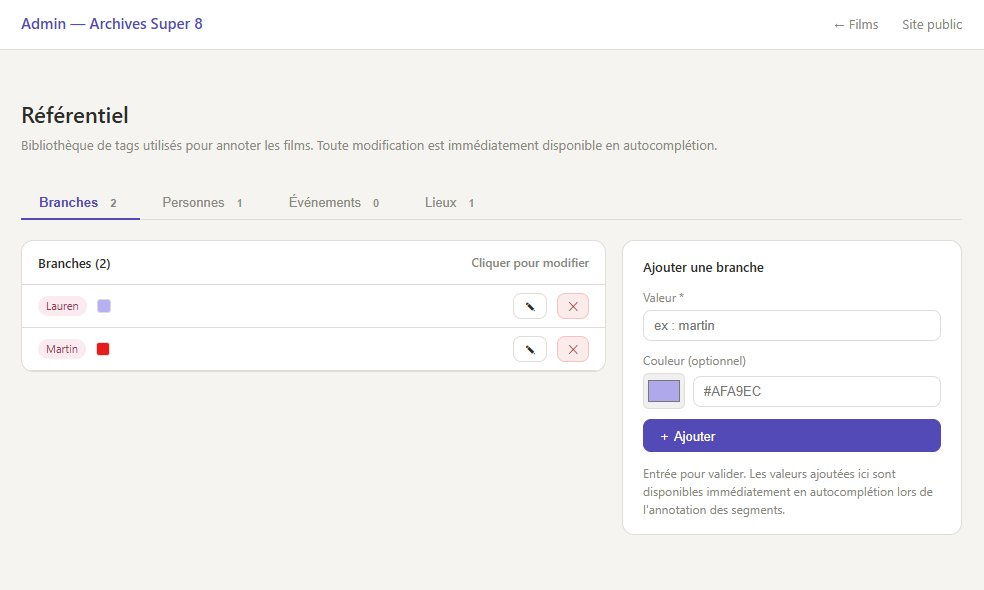 Admin — Archives Super 8
← Films Site public
Référentiel
Bibliothèque de tags utilisés pour annoter les films. Toute modification est immédiatement disponible en autocomplétion.
Branches 2 Personnes 1 Événements 0 Lieux 1
Branches (2) Cliquer pour modifier
Lauren
Martin
Ajouter une branche
Valeur *
ex : martin
Couleur (optionnel)
#AFA9EC
+ Ajouter
Entrée pour valider. Les valeurs ajoutées ici sont
disponibles immédiatement en autocomplétion lors de
l'annotation des segments.